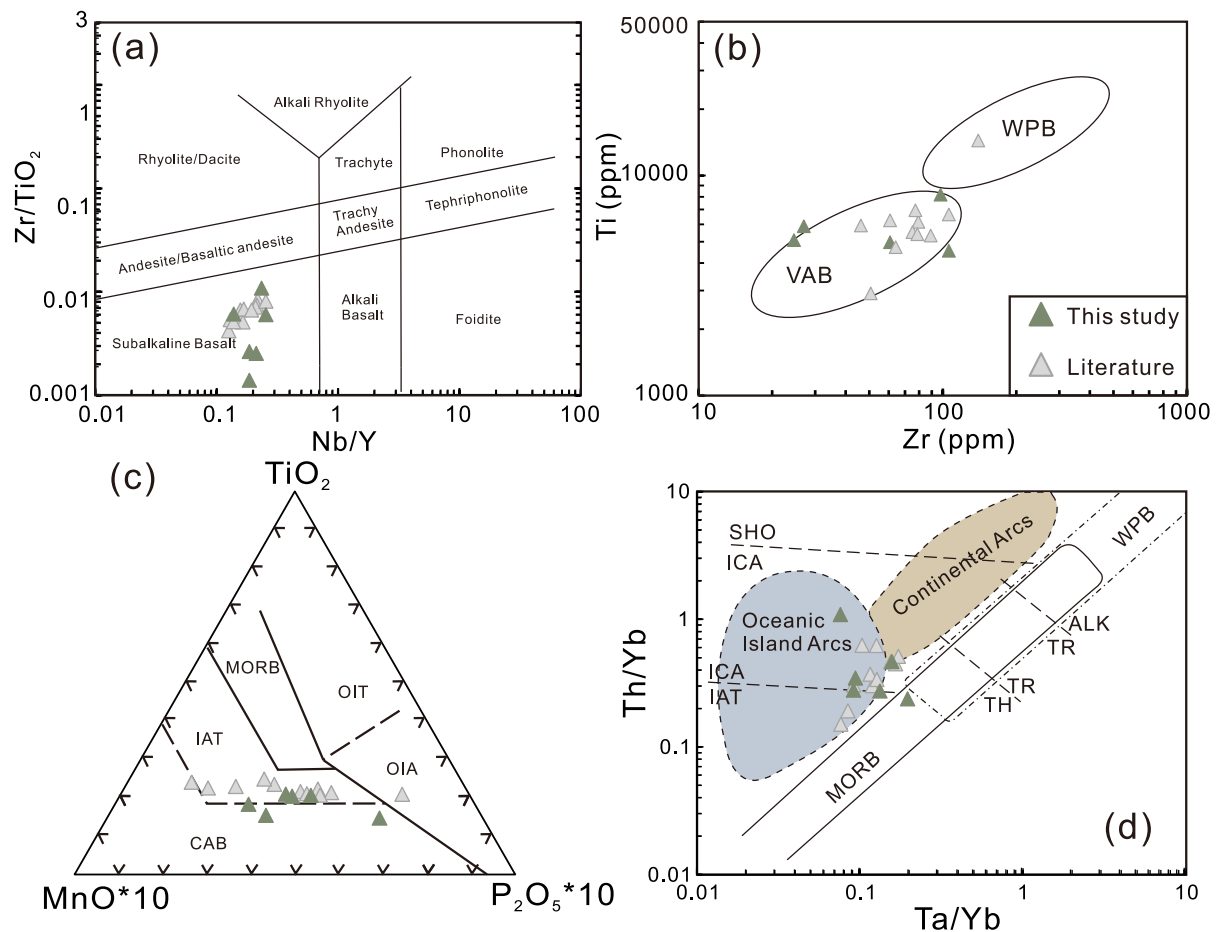 (a)
3
1
0.1
0.01
0.001
Zr/TiO₂
Alkali Rhyolite
Rhyolite/Dacite
Trachyte
Phonolite
Trachy
Andesite
Tephriphonolite
Andesite/Basaltic andesite
Alkali
Basalt
Foidite
Subalkaline Basalt
0.01
0.1
1
10
100
Nb/Y
(b)
50000
10000
1000
Ti (ppm)
WPB
VAB
This study
Literature
10
100
1000
Zr (ppm)
(c)
TiO₂
MORB
OIT
IAT
OIA
CAB
MnO*10
P₂O₅*10
10
1
0.1
0.01
Th/Yb
SHO
ICA
Continental Arcs
WPB
Oceanic
Island Arcs
ALK
TR
ICA
IAT
TR
TH
MORB
(d)
0.01
0.1
1
10
Ta/Yb